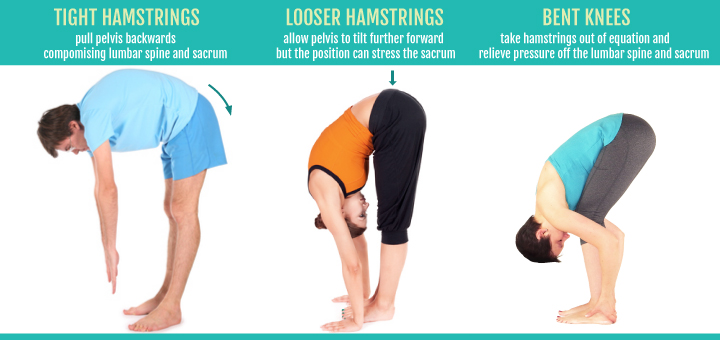 TIGHT HAMSTRINGS
pull pelvis backwards
compomising lumbar spine and sacrum
LOOSER HAMSTRINGS
allow pelvis to tilt further forward
but the position can stress the sacrum
BENT KNEES
take hamstrings out of equation and
relieve pressure off the lumbar spine and sacrum